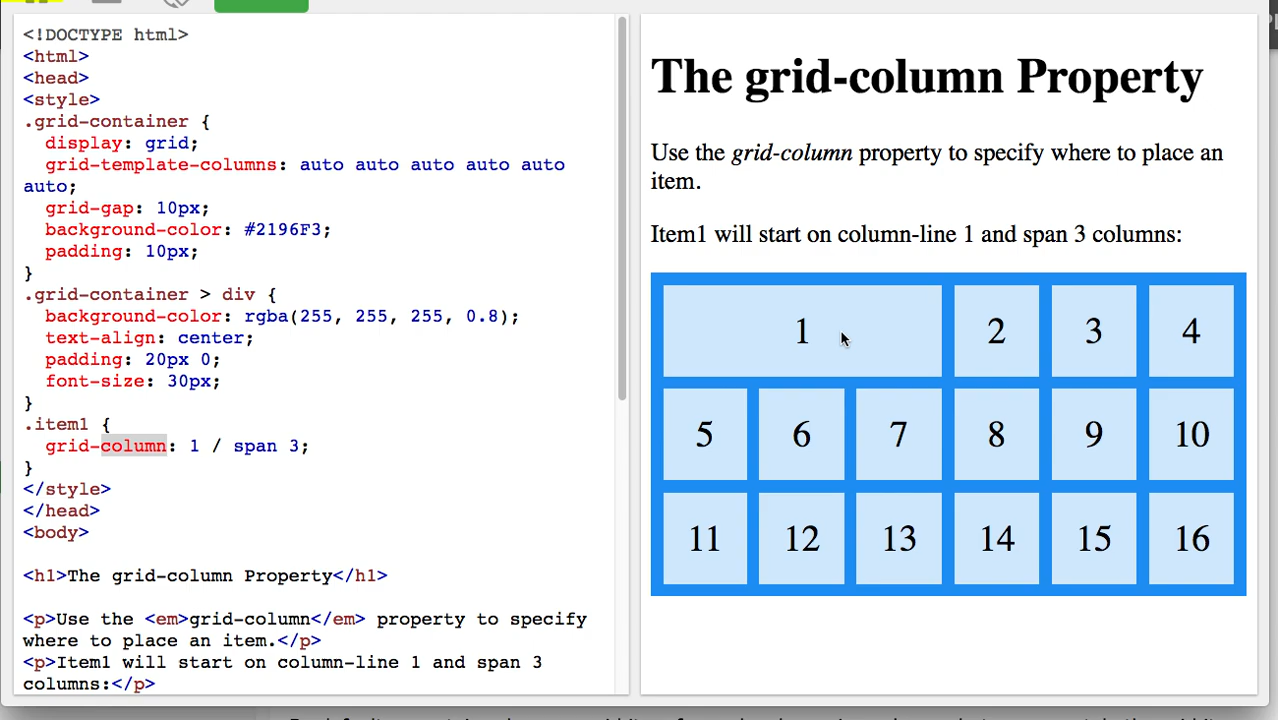 <!DOCTYPE html>
<html>
<head>
<style>
.grid-container {
  display: grid;
  grid-template-columns: auto auto auto auto auto
auto;
  grid-gap: 10px;
  background-color: #2196F3;
  padding: 10px;
}
.grid-container > div {
  background-color: rgba(255, 255, 255, 0.8);
  text-align: center;
  padding: 20px 0;
  font-size: 30px;
}
.item1 {
  grid-column: 1 / span 3;
}
</style>
</head>
<body>
<h1>The grid-column Property</h1>
<p>Use the <em>grid-column</em> property to specify
where to place an item.</p>
<p>Item1 will start on column-line 1 and span 3
columns:</p>
The grid-column Property
Use the grid-column property to specify where to place an
item.
Item1 will start on column-line 1 and span 3 columns:
1 2 3 4
5 6 7 8 9 10
11 12 13 14 15 16